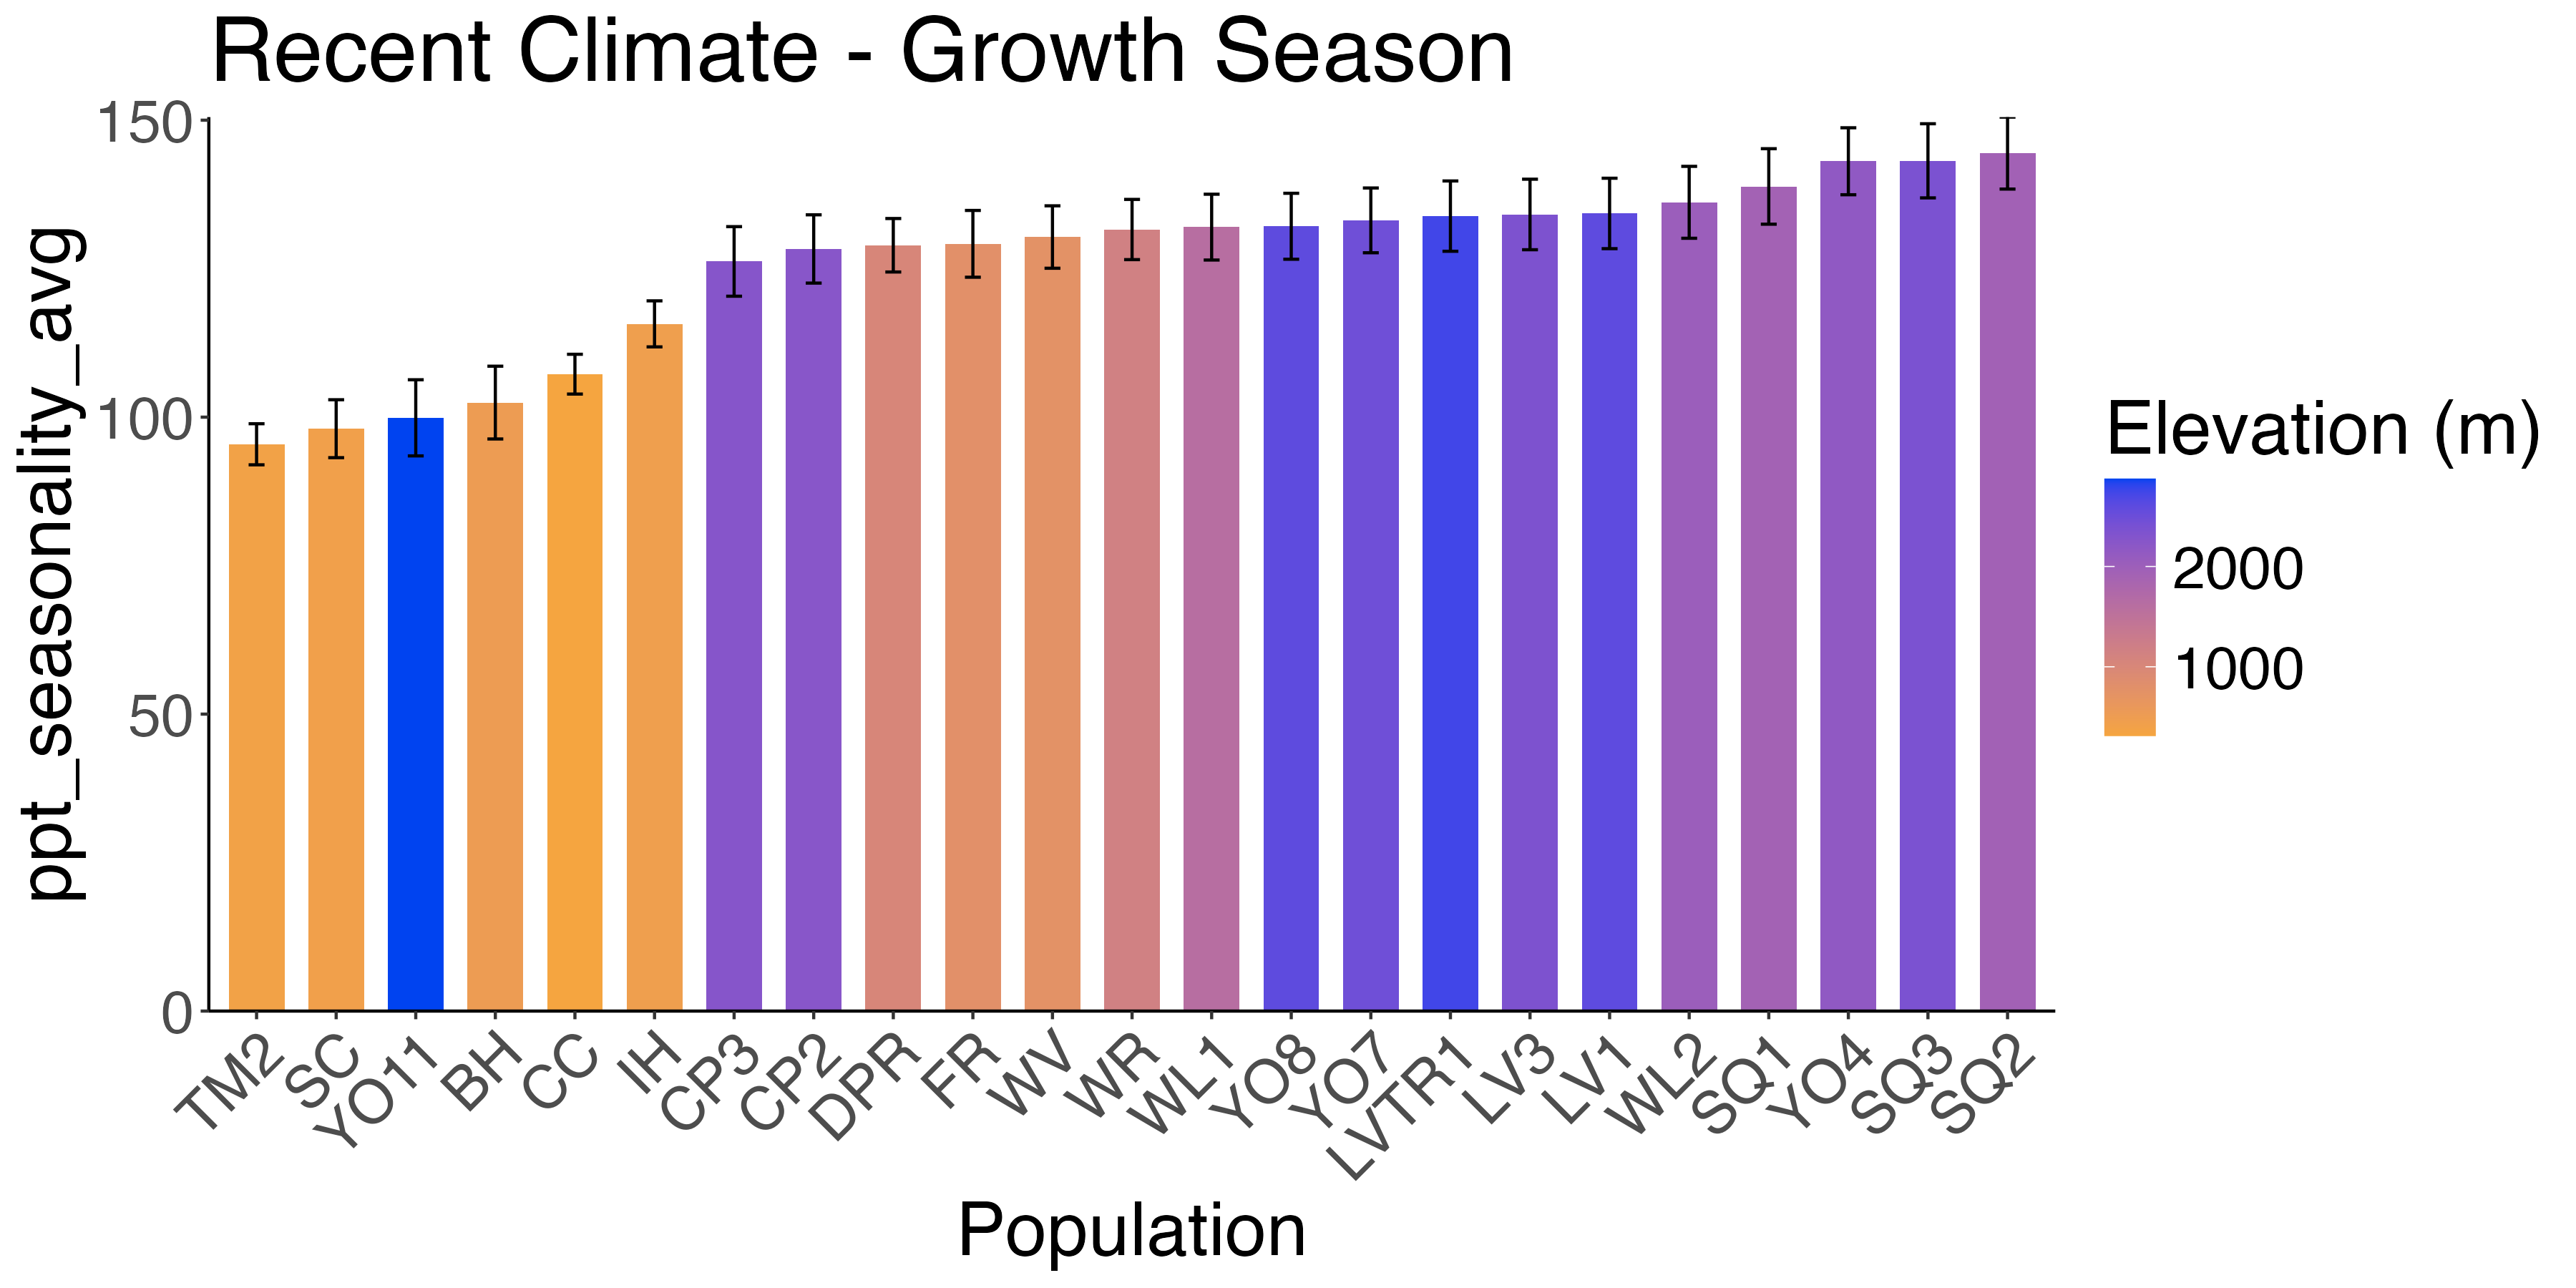 Recent Climate - Growth Season
ppt_seasonality_avg
150
100
50
0
TM2
SC
YO11
BH
CC
IH
CP3
CP2
DPR
FR
WV
WR
WL1
YO8
YO7
LVTR1
LV3
LV1
WL2
SQ1
YO4
SQ3
SQ2
Population
Elevation (m)
2000
1000